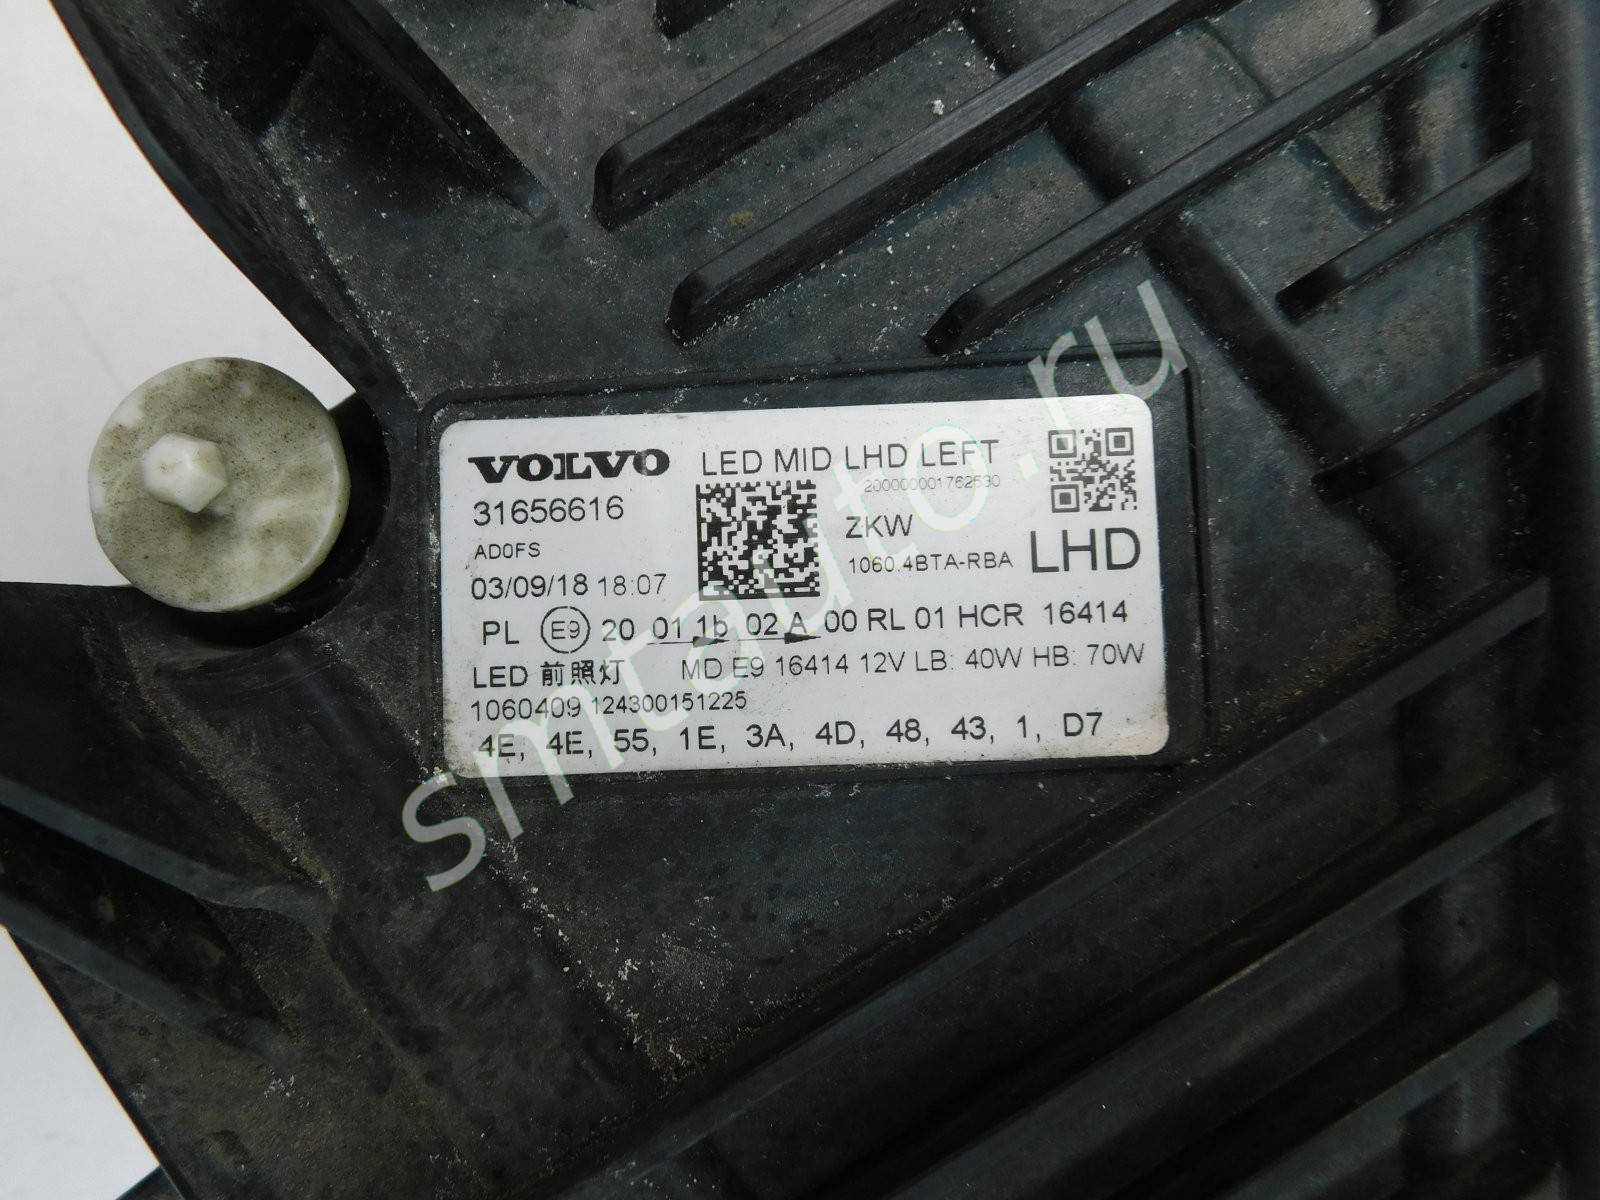 VOLVO LED MID LHD LEFT
200000001762530
31656616
ZKW
AD0FS
1060.4BTA-RBA LHD
03/09/18 18:07
PL E9 20 01 1b 02 A 00 RL 01 HCR 16414
LED 前照灯 MD E9 16414 12V LB: 40W HB: 70W
1060409 124300151225
4E, 4E, 55, 1E, 3A, 4D, 48, 43, 1, D7
smtauto.ru